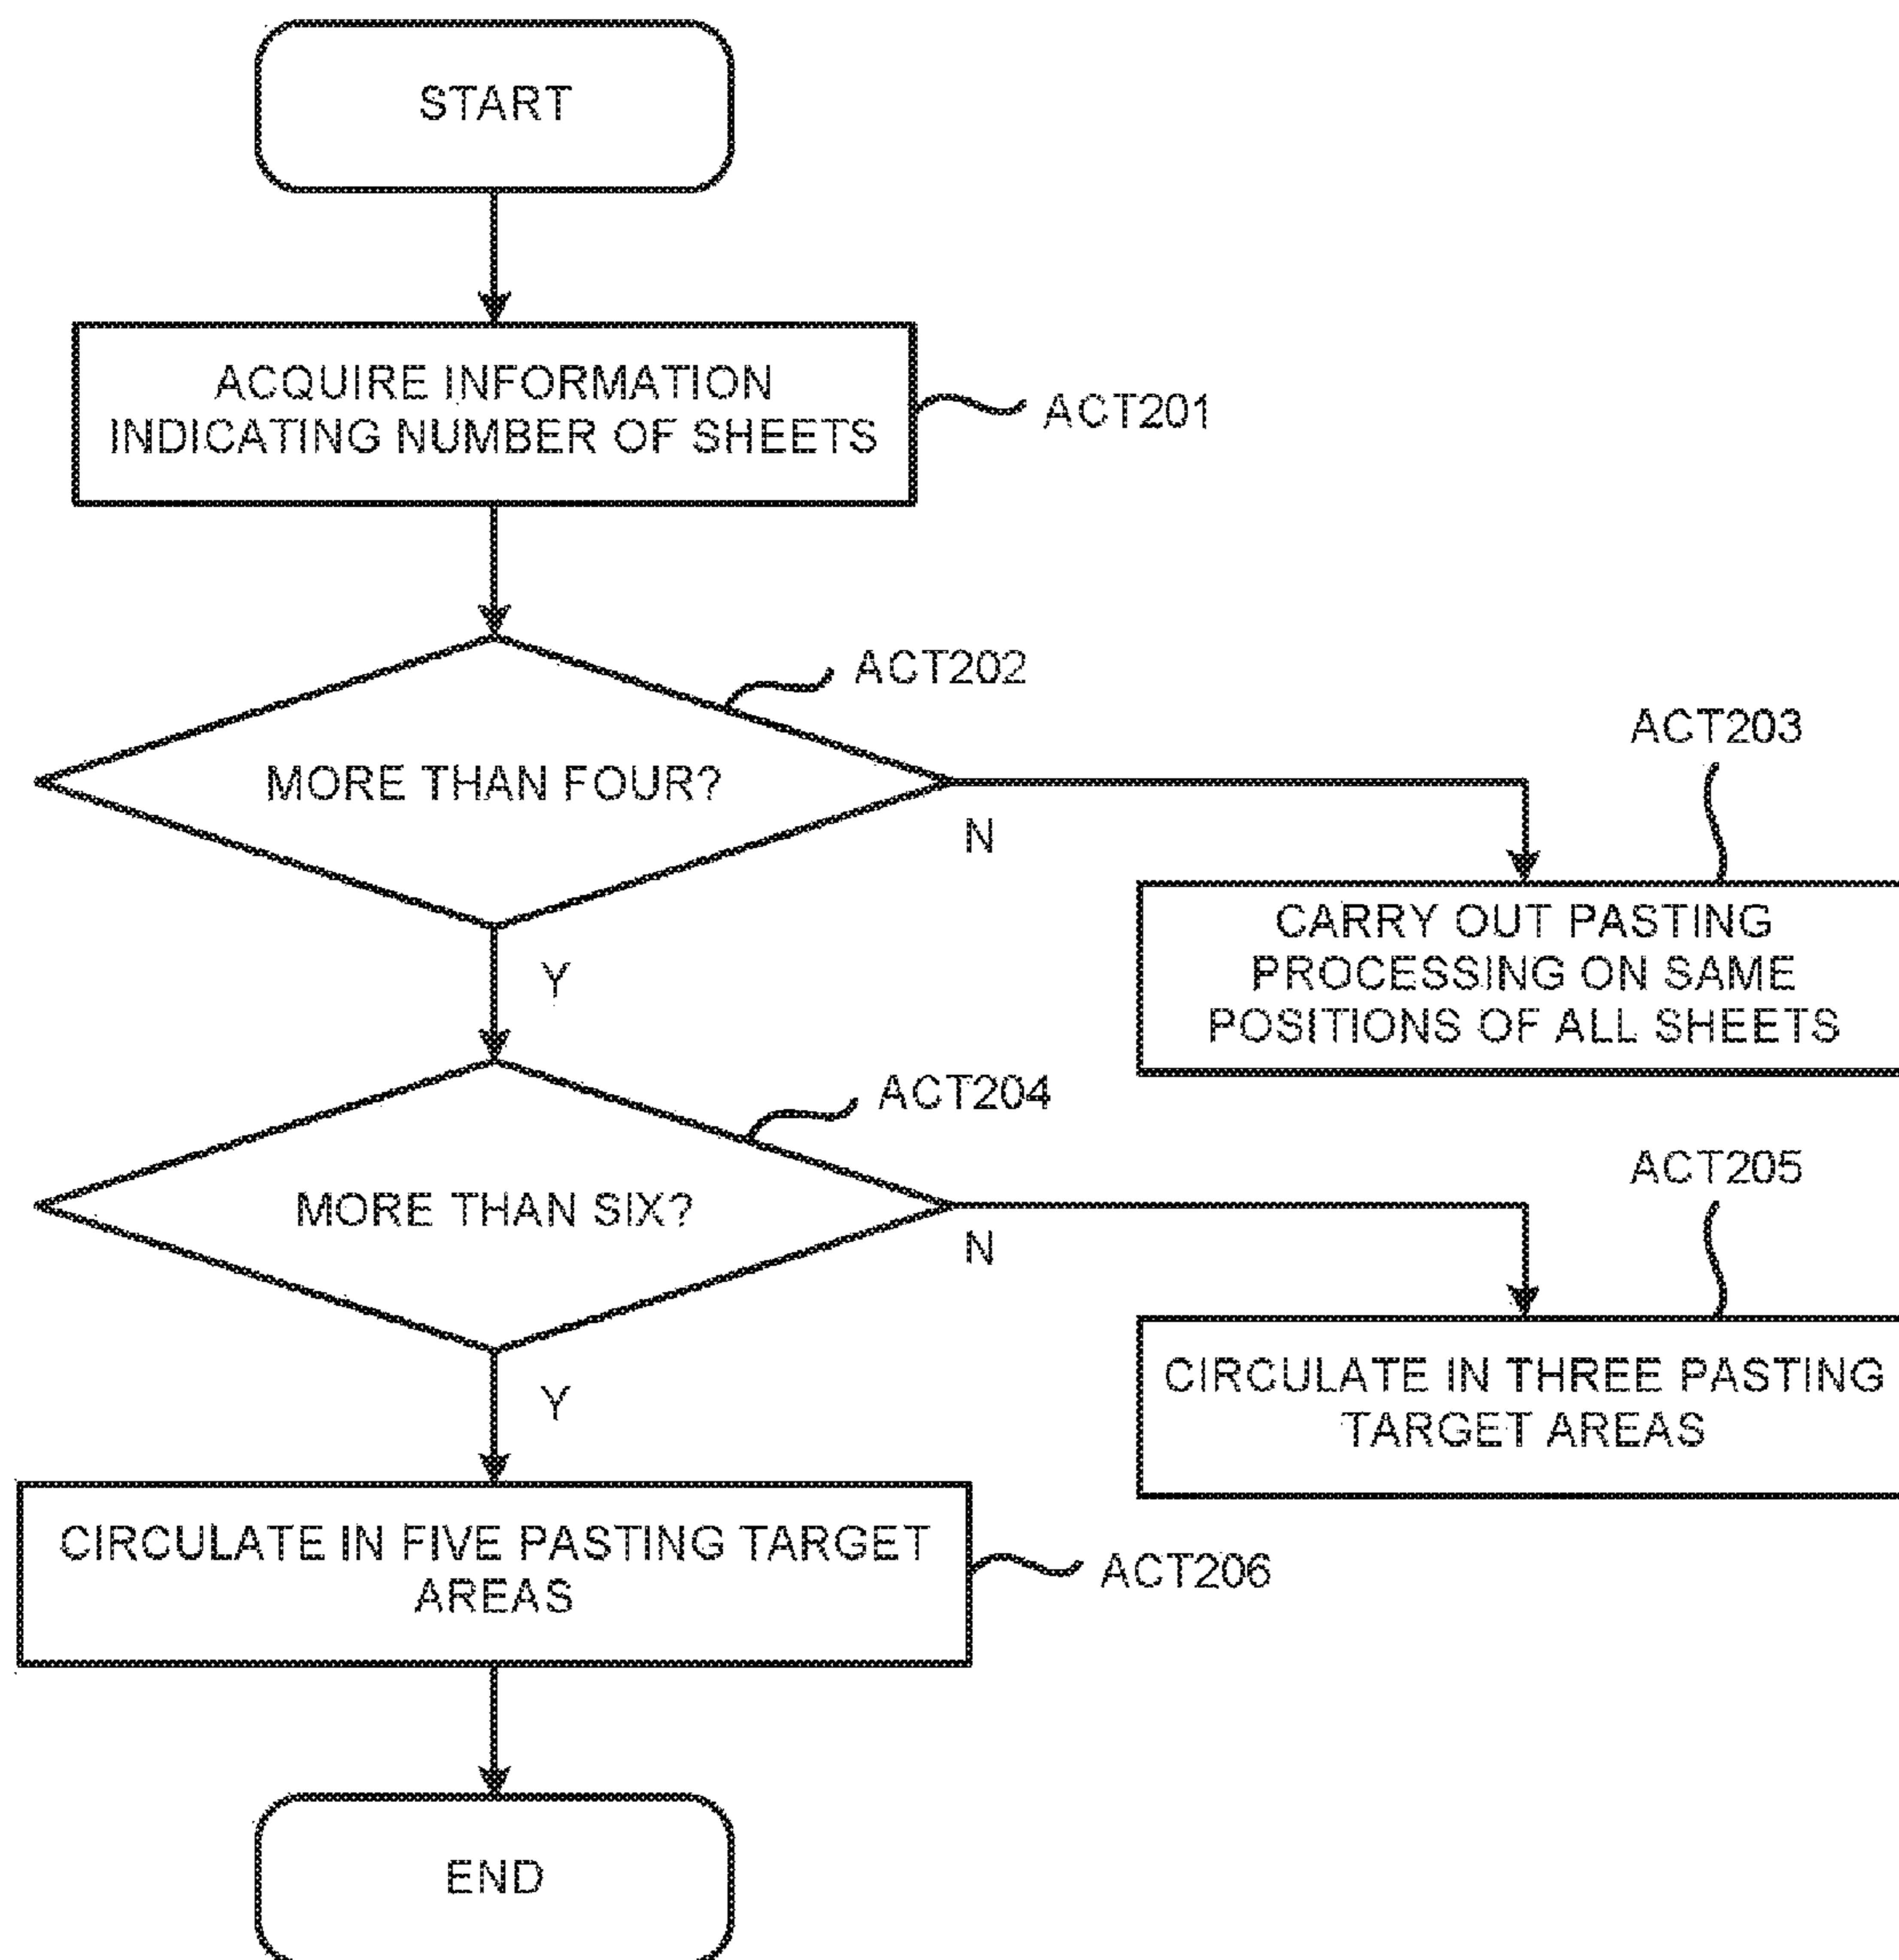 START
ACQUIRE INFORMATION
INDICATING NUMBER OF SHEETS
ACT201
ACT202
MORE THAN FOUR?
N
Y
ACT203
CARRY OUT PASTING
PROCESSING ON SAME
POSITIONS OF ALL SHEETS
ACT204
MORE THAN SIX?
N
Y
ACT205
CIRCULATE IN THREE PASTING
TARGET AREAS
CIRCULATE IN FIVE PASTING TARGET
AREAS
ACT206
END